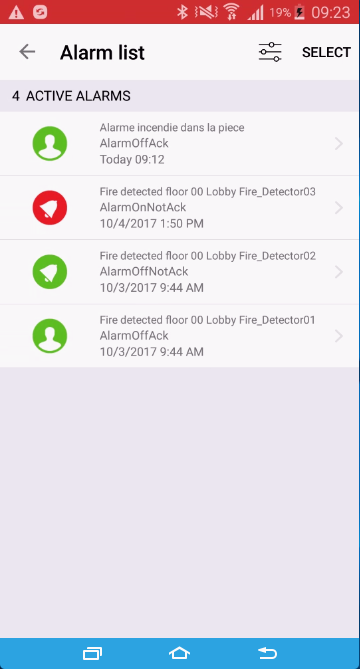 19% 09:23
Alarm list SELECT
4 ACTIVE ALARMS
Alarme incendie dans la piece
AlarmOffAck
Today 09:12
Fire detected floor 00 Lobby Fire_Detector03
AlarmOnNotAck
10/4/2017 1:50 PM
Fire detected floor 00 Lobby Fire_Detector02
AlarmOffNotAck
10/3/2017 9:44 AM
Fire detected floor 00 Lobby Fire_Detector01
AlarmOffAck
10/3/2017 9:44 AM